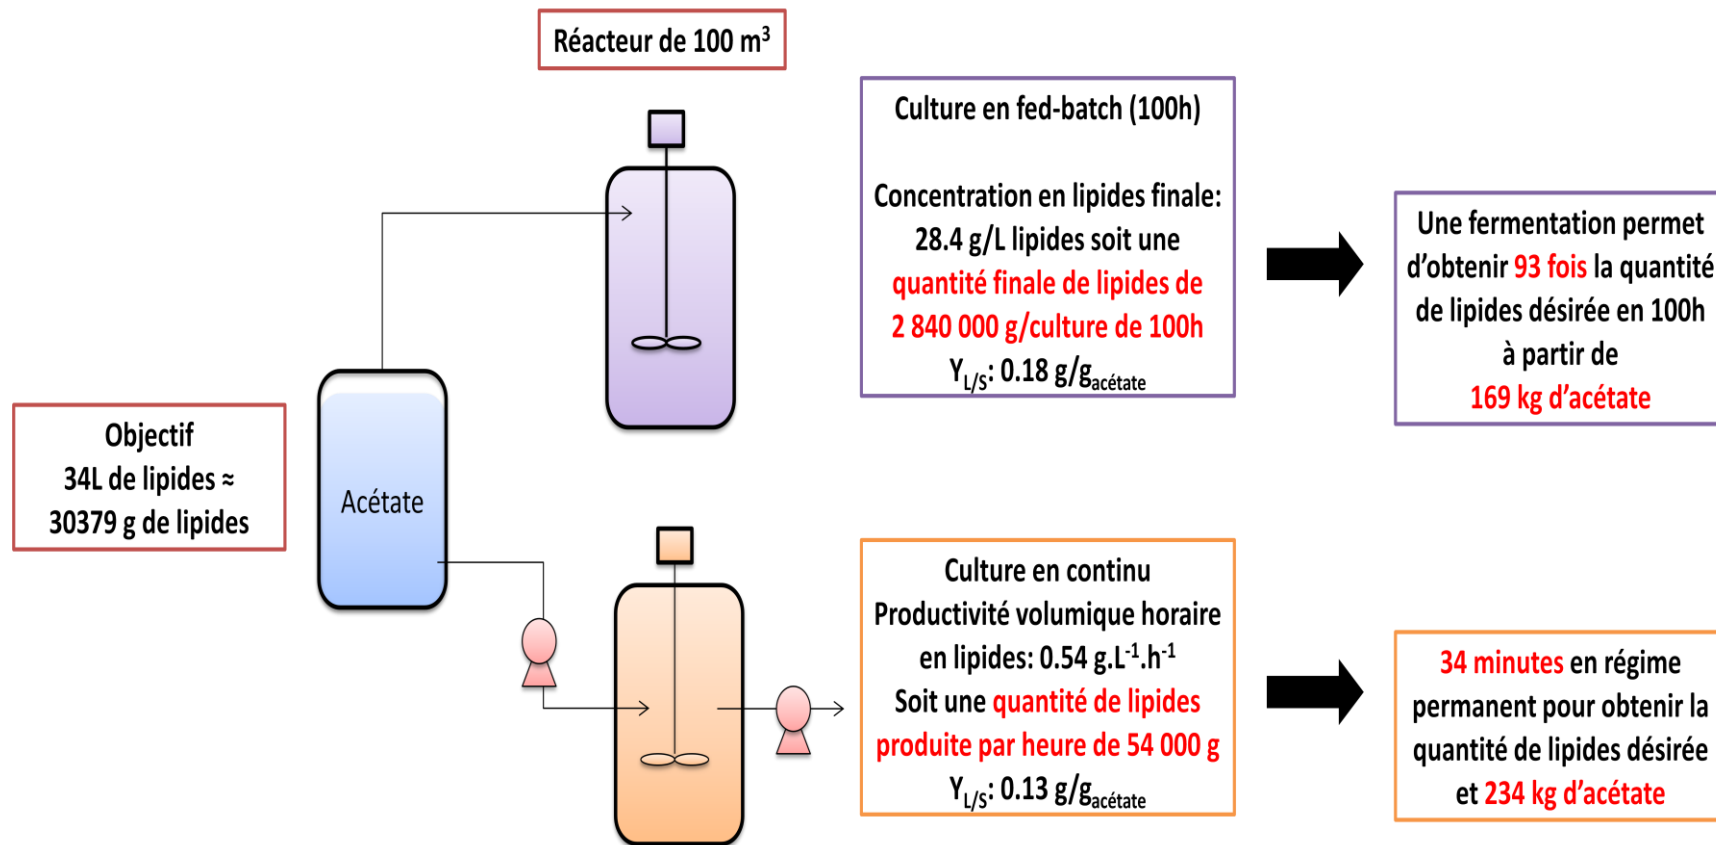 Réacteur de 100 m³
Culture en fed-batch (100h)
Concentration en lipides finale:
28.4 g/L lipides soit une
quantité finale de lipides de
2 840 000 g/culture de 100h
Y_L/S: 0.18 g/g_acétate
Une fermentation permet
d’obtenir 93 fois la quantité
de lipides désirée en 100h
à partir de
169 kg d’acétate
Objectif
34L de lipides ≈
30379 g de lipides
Acétate
Culture en continu
Productivité volumique horaire
en lipides: 0.54 g.L⁻¹.h⁻¹
Soit une quantité de lipides
produite par heure de 54 000 g
Y_L/S: 0.13 g/g_acétate
34 minutes en régime
permanent pour obtenir la
quantité de lipides désirée
et 234 kg d’acétate